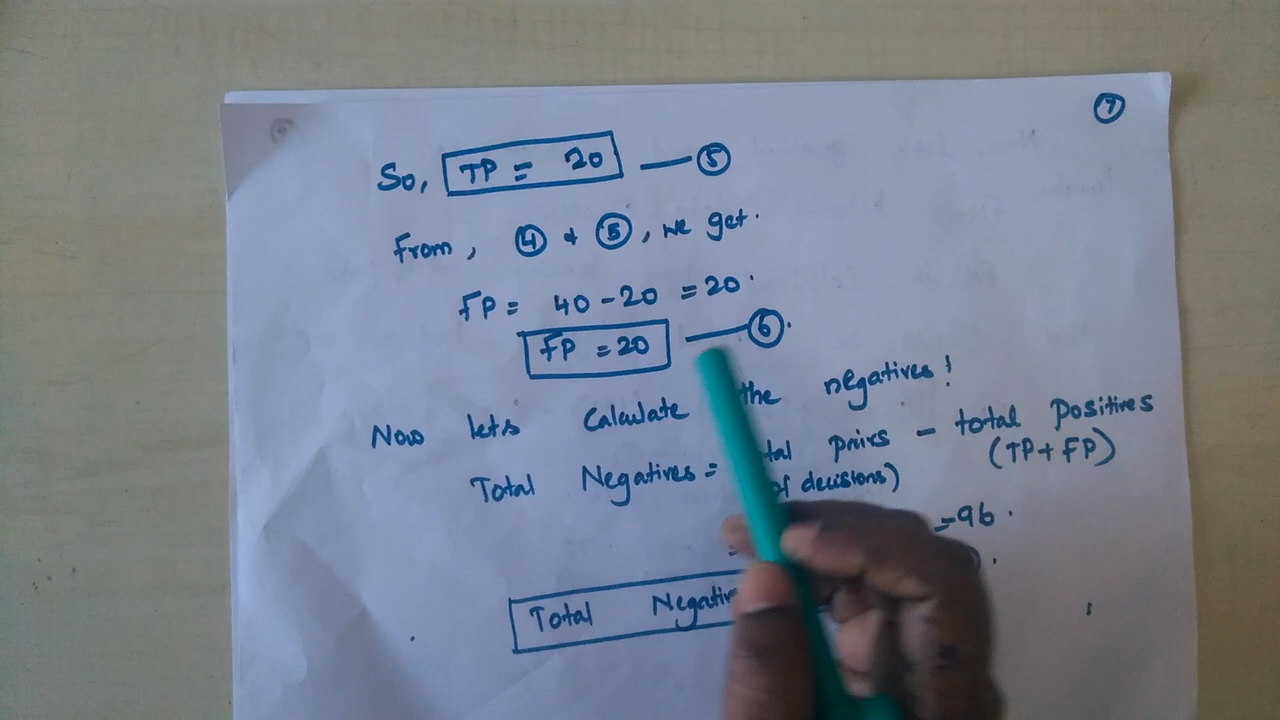 7
So, TP = 20 — 5
From, 4 & 5, we get.
FP = 40 - 20 = 20.
FP = 20 — 6.
Now lets Calculate the negatives!
Total Negatives = pairs - total positives
of decisions) (TP + FP)
= 96.
Total